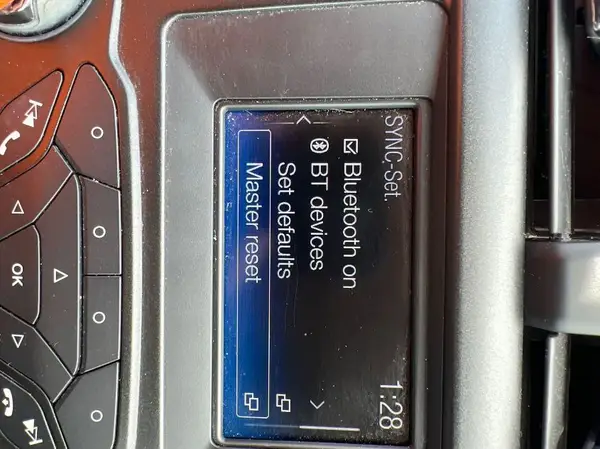 SYNC-Set. 1:28
Bluetooth on
BT devices
Set defaults
Master reset
OK